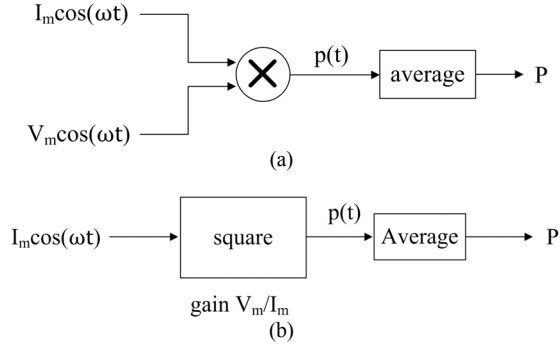 Iₘcos(ωt)
p(t)
average
P
Vₘcos(ωt)
(a)
p(t)
Iₘcos(ωt)
square
Average
P
gain Vₘ/Iₘ
(b)